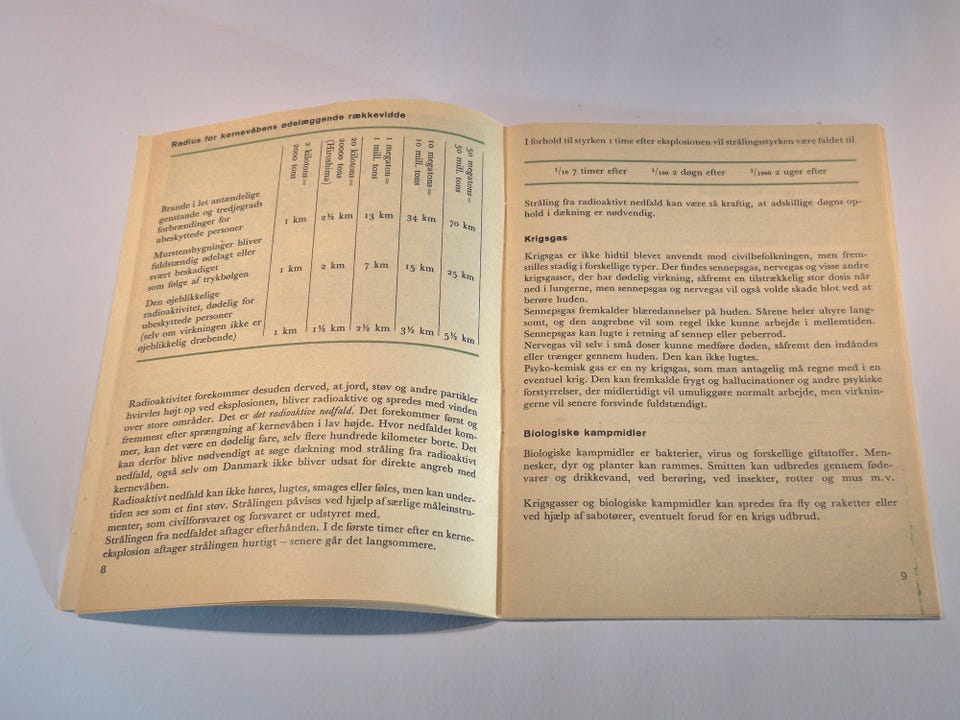 Radius for kernevåbens ødelæggende rækkevidde
2 kilotons =
2000 tons
20 kilotons =
20000 tons
(Hiroshima)
1 megaton =
1 mill. tons
10 megatons =
10 mill. tons
50 megatons =
50 mill. tons
Brande i let antændelige
genstande og tredjegrads
forbrændinger for
ubeskyttede personer
1 km 2½ km 13 km 34 km 70 km
Murstensbygninger bliver
fuldstændig ødelagt eller
svært beskadiget
som følge af trykbølgen
1 km 2 km 7 km 15 km 25 km
Den øjeblikkelige
radioaktivitet, dødelig for
ubeskyttede personer
(selv om virkningen ikke er
øjeblikkelig dræbende)
1 km 1½ km 2½ km 3½ km 5½ km
Radioaktivitet forekommer desuden derved, at jord, støv og andre partikler
hvirvles højt op ved eksplosionen, bliver radioaktive og spredes med vinden
over store områder. Det er det radioaktive nedfald. Det forekommer først og
fremmest efter sprængning af kernevåben i lav højde. Hvor nedfaldet kom-
mer, kan det være en dødelig fare, selv flere hundrede kilometer borte. Det
kan derfor blive nødvendigt at søge dækning mod stråling fra radioaktivt
nedfald, også selv om Danmark ikke bliver udsat for direkte angreb med
kernevåben.
Radioaktivt nedfald kan ikke høres, lugtes, smages eller føles, men kan under-
tiden ses som et fint støv. Strålingen påvises ved hjælp af særlige måleinstru-
menter, som civilforsvaret og forsvaret er udstyret med.
Strålingen fra nedfaldet aftager efterhånden. I de første timer efter en kerne-
eksplosion aftager strålingen hurtigt – senere går det langsommere.
8
I forhold til styrken 1 time efter eksplosionen vil strålingsstyrken være faldet til
1/10 7 timer efter 1/100 2 døgn efter 1/1000 2 uger efter
Stråling fra radioaktivt nedfald kan være så kraftig, at adskillige døgns op-
hold i dækning er nødvendig.
Krigsgas
Krigsgas er ikke hidtil blevet anvendt mod civilbefolkningen, men frem-
stilles stadig i forskellige typer. Der findes sennepsgas, nervegas og visse andre
krigsgasser, der har dødelig virkning, såfremt en tilstrækkelig stor dosis når
ned i lungerne, men sennepsgas og nervegas vil også volde skade blot ved at
berøre huden.
Sennepsgas fremkalder blæredannelser på huden. Sårene heler uhyre lang-
somt, og den angrebne vil som regel ikke kunne arbejde i mellemtiden.
Sennepsgas kan lugte i retning af sennep eller peberrod.
Nervegas vil selv i små doser kunne medføre døden, såfremt den indåndes
eller trænger gennem huden. Den kan ikke lugtes.
Psyko-kemisk gas er en ny krigsgas, som man antagelig må regne med i en
eventuel krig. Den kan fremkalde frygt og hallucinationer og andre psykiske
forstyrrelser, der midlertidigt vil umuliggøre normalt arbejde, men virknin-
gerne vil senere forsvinde fuldstændigt.
Biologiske kampmidler
Biologiske kampmidler er bakterier, virus og forskellige giftstoffer. Men-
nesker, dyr og planter kan rammes. Smitten kan udbredes gennem føde-
varer og drikkevand, ved berøring, ved insekter, rotter og mus m.v.
Krigsgasser og biologiske kampmidler kan spredes fra fly og raketter eller
ved hjælp af sabotører, eventuelt forud for en krigs udbrud.
9